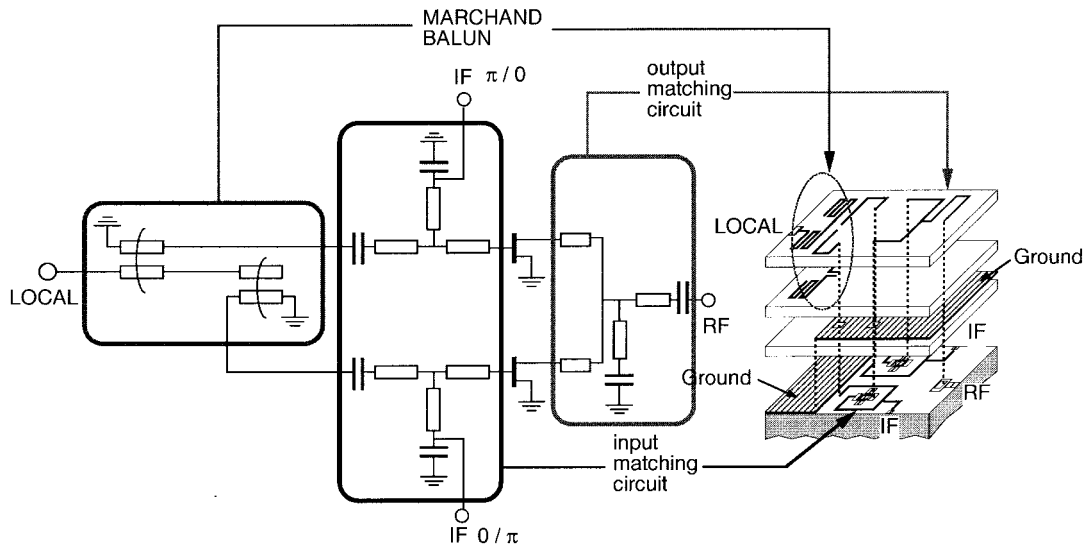 MARCHAND
BALUN
IF π/0
output
matching
circuit
LOCAL
LOCAL
Ground
RF
IF
Ground
RF
IF
input
matching
circuit
IF 0/π